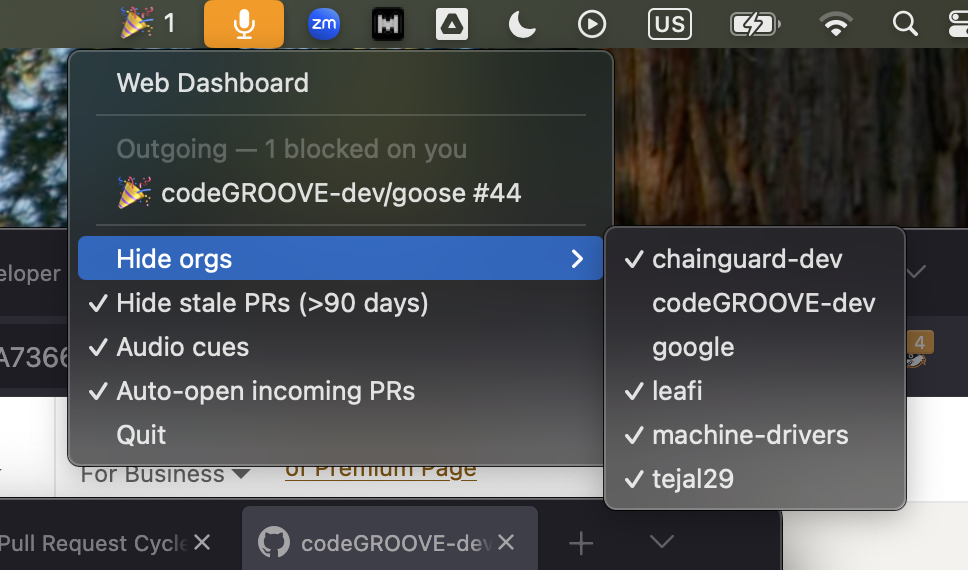 1
zm
US
Web Dashboard
Outgoing — 1 blocked on you
codeGROOVE-dev/goose #44
Hide orgs
Hide stale PRs (>90 days)
Audio cues
Auto-open incoming PRs
Quit
chainguard-dev
codeGROOVE-dev
google
leafi
machine-drivers
tejal29
eloper
A7366
4
For Business
of Premium Page
Pull Request Cycle
codeGROOVE-dev